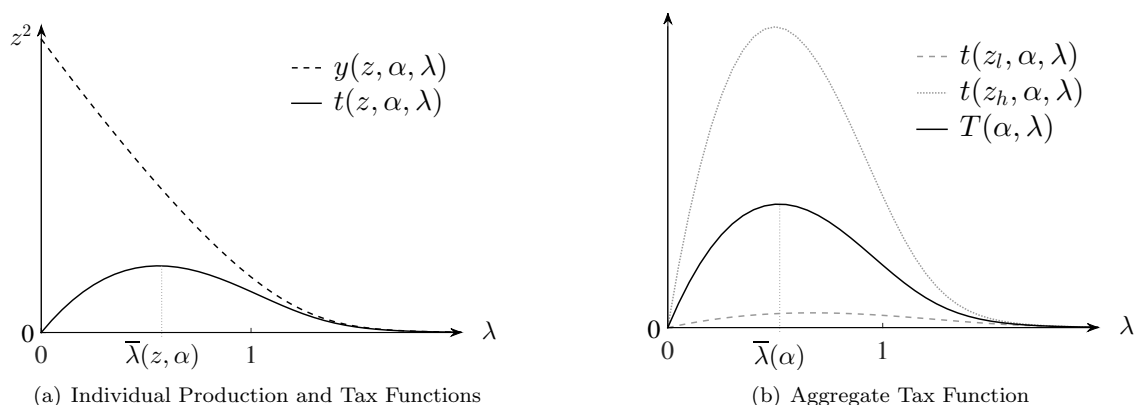 z²
y(z, α, λ)
t(z, α, λ)
0
λ
0
λ̅(z, α)
1
(a) Individual Production and Tax Functions
t(z_l, α, λ)
t(z_h, α, λ)
T(α, λ)
0
λ
0
λ̅(α)
1
(b) Aggregate Tax Function